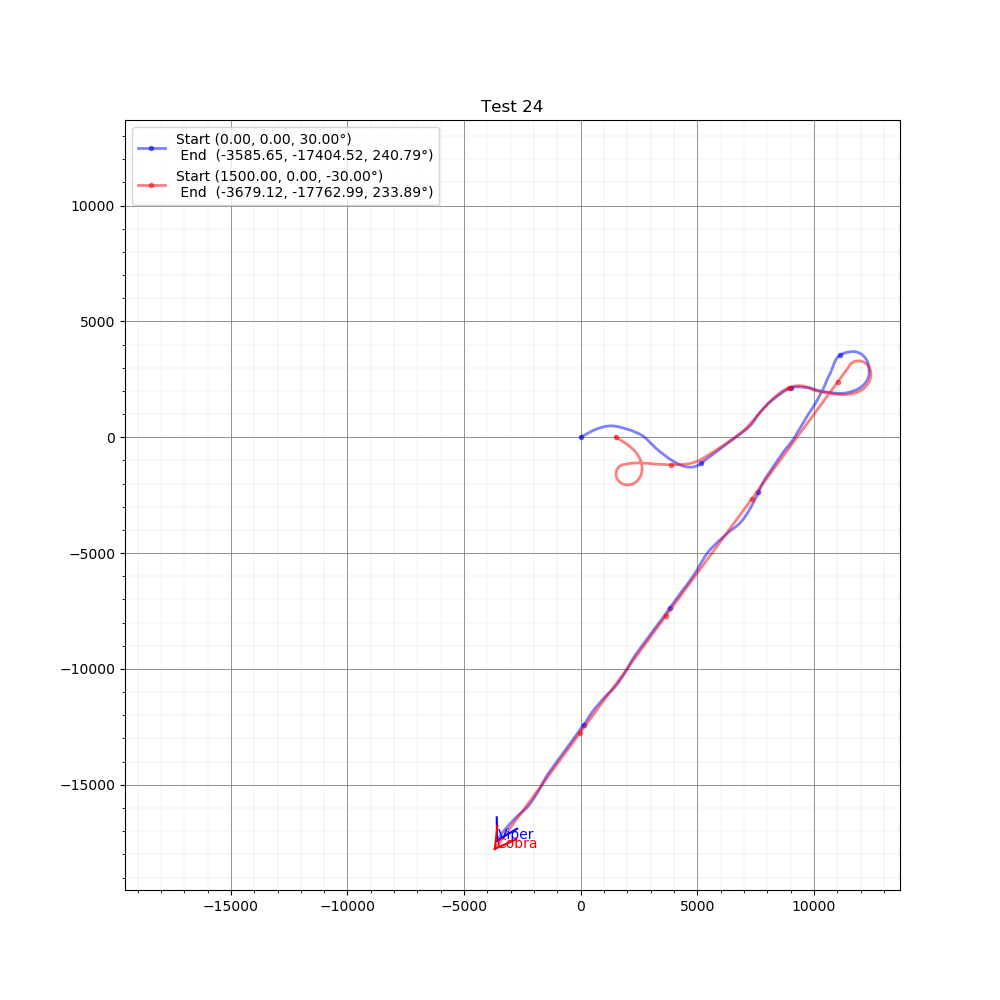 Test 24
Start (0.00, 0.00, 30.00°)
End (-3585.65, -17404.52, 240.79°)
Start (1500.00, 0.00, -30.00°)
End (-3679.12, -17762.99, 233.89°)
10000
5000
0
−5000
−10000
−15000
Viper
Cobra
−15000 −10000 −5000 0 5000 10000